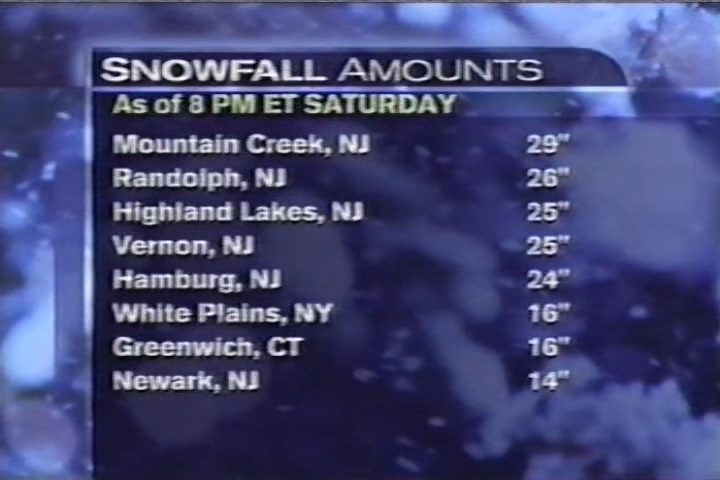 SNOWFALL AMOUNTS
As of 8 PM ET SATURDAY
Mountain Creek, NJ 29"
Randolph, NJ 26"
Highland Lakes, NJ 25"
Vernon, NJ 25"
Hamburg, NJ 24"
White Plains, NY 16"
Greenwich, CT 16"
Newark, NJ 14"